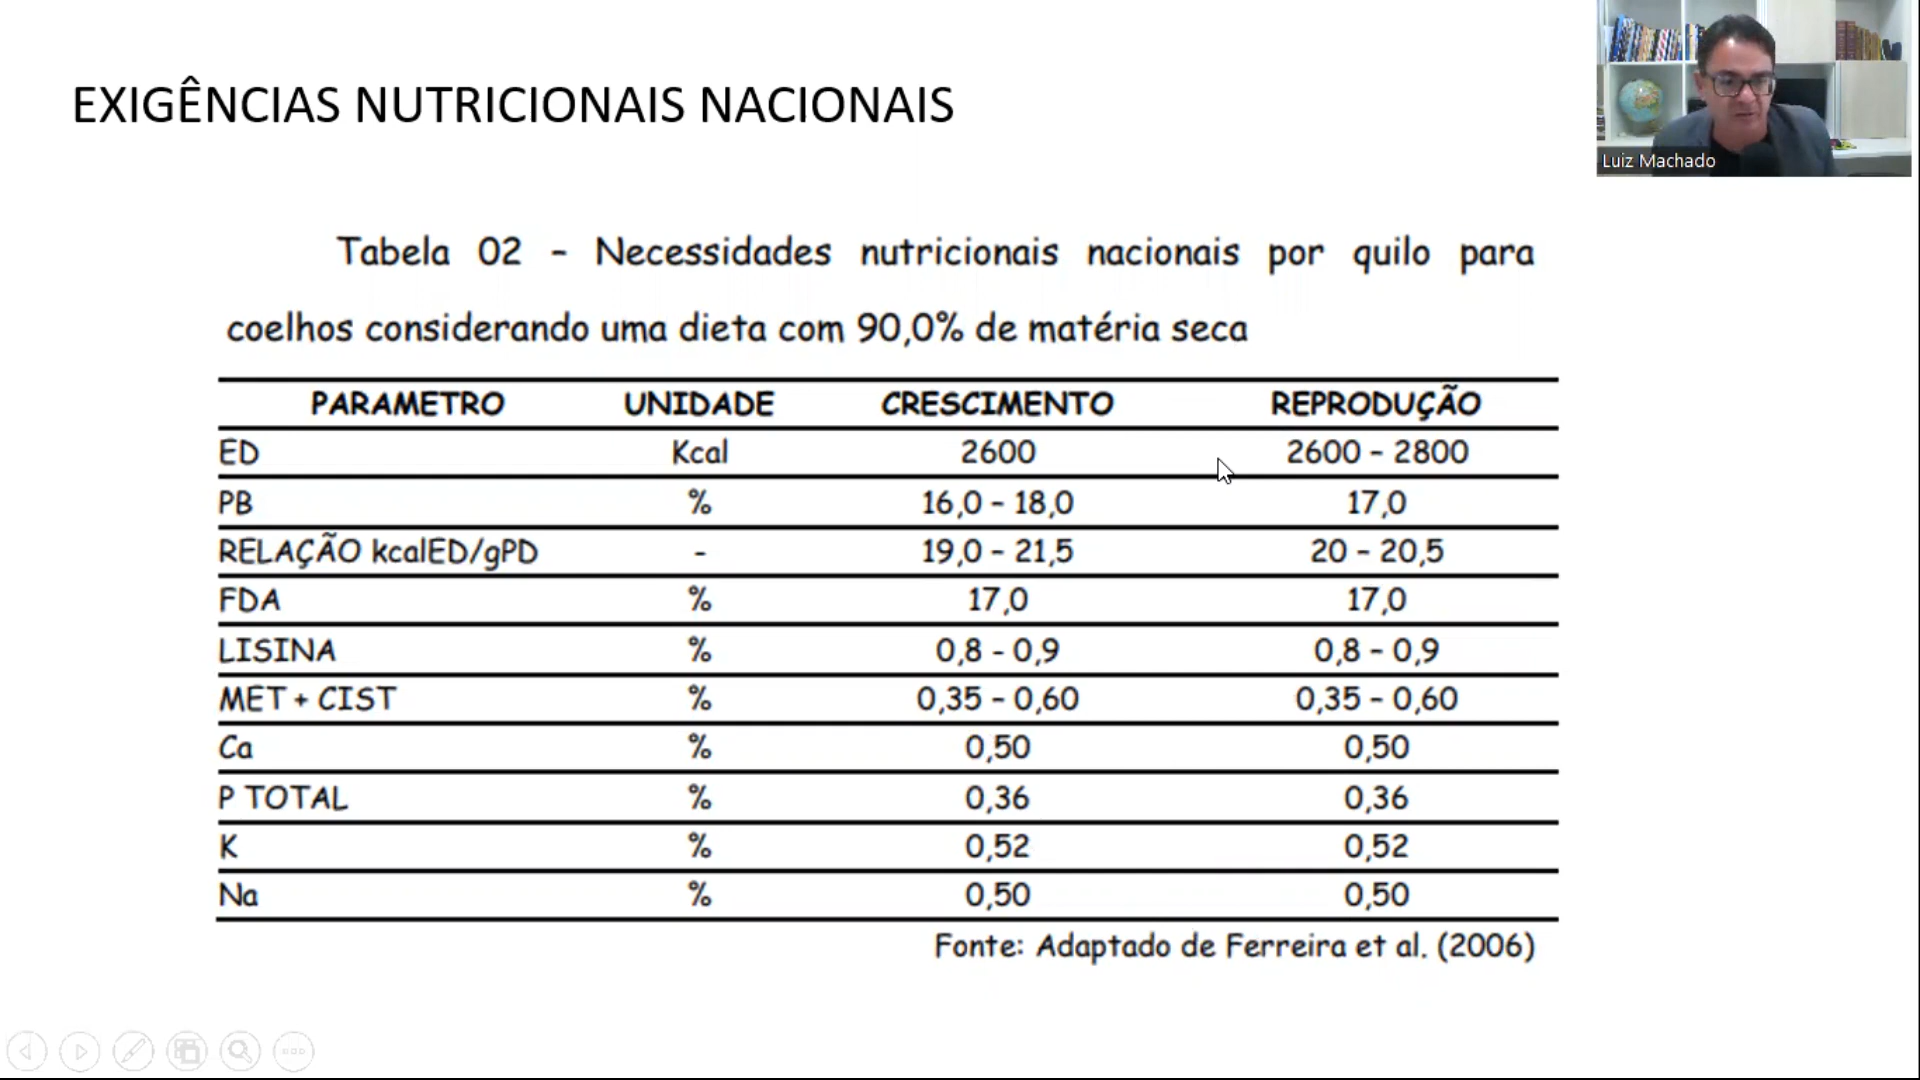 EXIGÊNCIAS NUTRICIONAIS NACIONAIS
Luiz Machado
Tabela 02 – Necessidades nutricionais nacionais por quilo para
coelhos considerando uma dieta com 90,0% de matéria seca
PARAMETRO UNIDADE CRESCIMENTO REPRODUÇÃO
ED Kcal 2600 2600 – 2800
PB % 16,0 – 18,0 17,0
RELAÇÃO kcalED/gPD - 19,0 – 21,5 20 – 20,5
FDA % 17,0 17,0
LISINA % 0,8 - 0,9 0,8 – 0,9
MET + CIST % 0,35 – 0,60 0,35 – 0,60
Ca % 0,50 0,50
P TOTAL % 0,36 0,36
K % 0,52 0,52
Na % 0,50 0,50
Fonte: Adaptado de Ferreira et al. (2006)